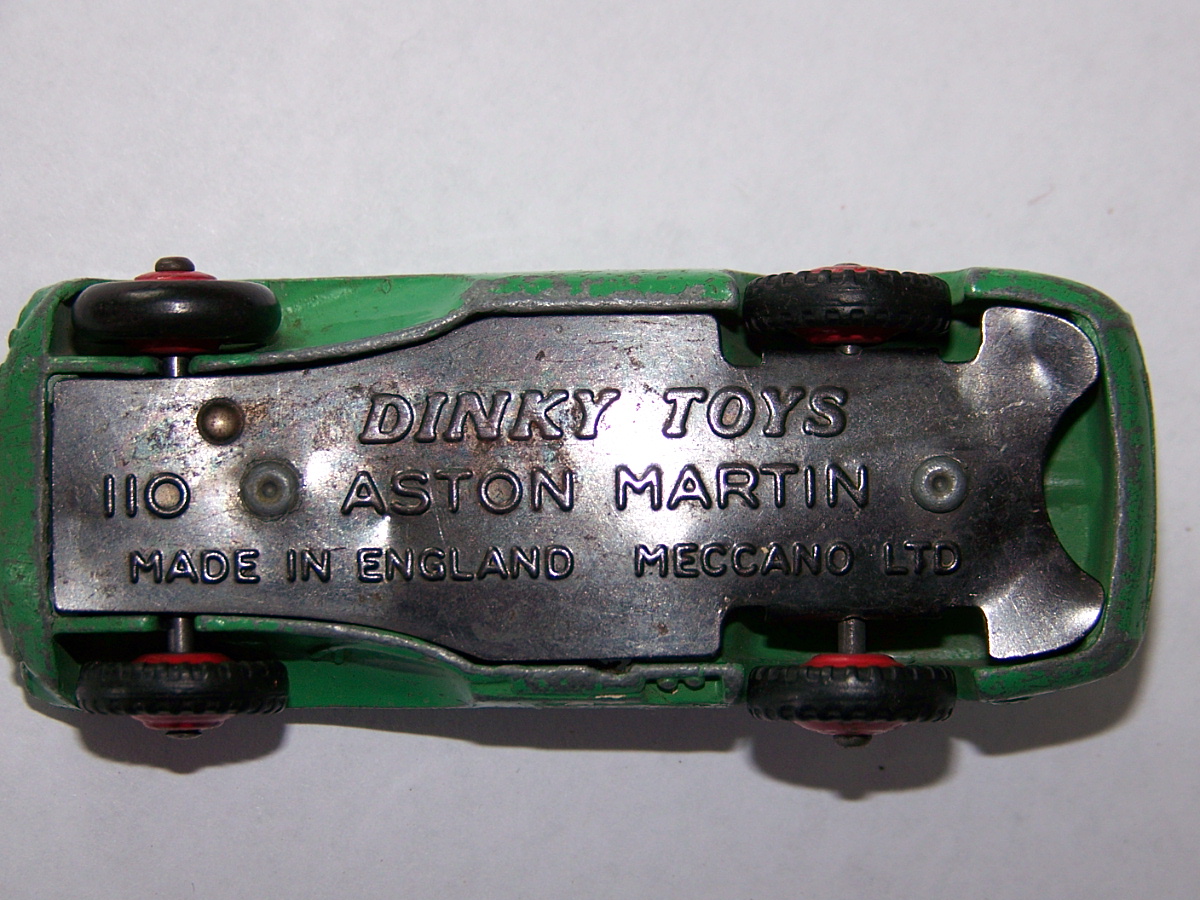 DINKY TOYS
110 ASTON MARTIN
MADE IN ENGLAND MECCANO LTD